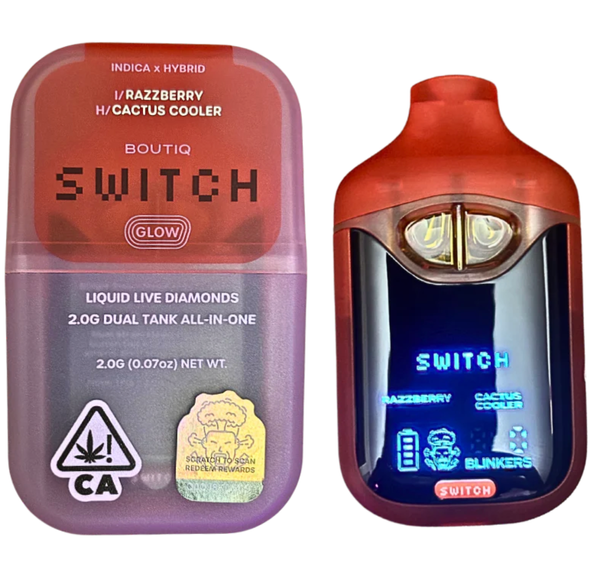 INDICA x HYBRID
I/RAZZBERRY
H/CACTUS COOLER
BOUTIQ
SWITCH
GLOW
LIQUID LIVE DIAMONDS
2.0G DUAL TANK ALL-IN-ONE
2.0G (0.07oz) NET WT.
!
CA
SCRATCH TO SCAN
REDEEM REWARDS
H
SWITCH
RAZZBERRY
CACTUS
COOLER
BLINKERS
SWITCH